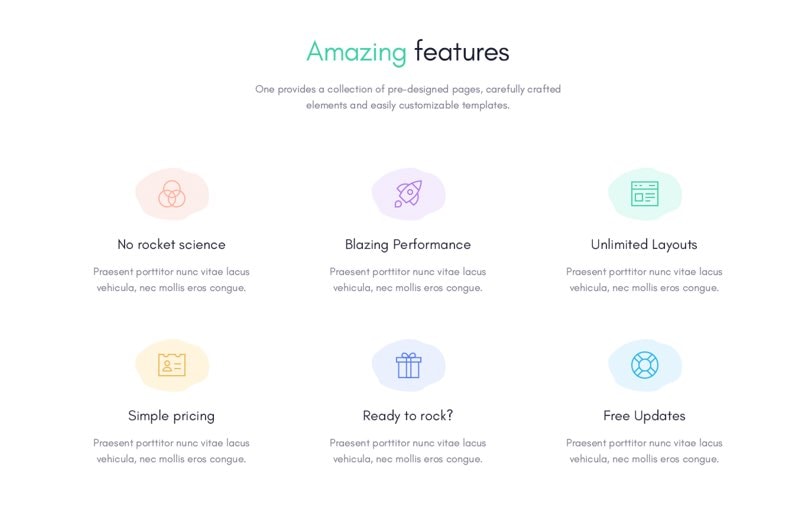 Amazing features
One provides a collection of pre-designed pages, carefully crafted
elements and easily customizable templates.
No rocket science
Praesent porttitor nunc vitae lacus
vehicula, nec mollis eros congue.
Blazing Performance
Praesent porttitor nunc vitae lacus
vehicula, nec mollis eros congue.
Unlimited Layouts
Praesent porttitor nunc vitae lacus
vehicula, nec mollis eros congue.
Simple pricing
Praesent porttitor nunc vitae lacus
vehicula, nec mollis eros congue.
Ready to rock?
Praesent porttitor nunc vitae lacus
vehicula, nec mollis eros congue.
Free Updates
Praesent porttitor nunc vitae lacus
vehicula, nec mollis eros congue.